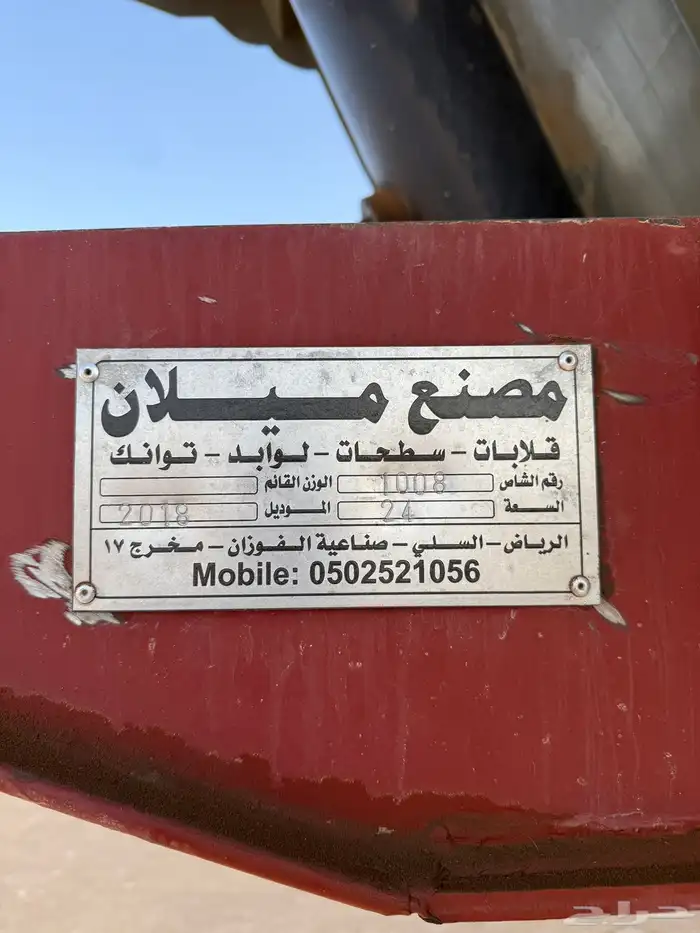 مصنع ميلان
قلابات - سطحات - لوابد - توانك
رقم الشاص 1008 الوزن القائم
السعة 24 الموديل 2018
الرياض - السلي - صناعية الفوزان - مخرج ١٧
Mobile: 0502521056
حراج